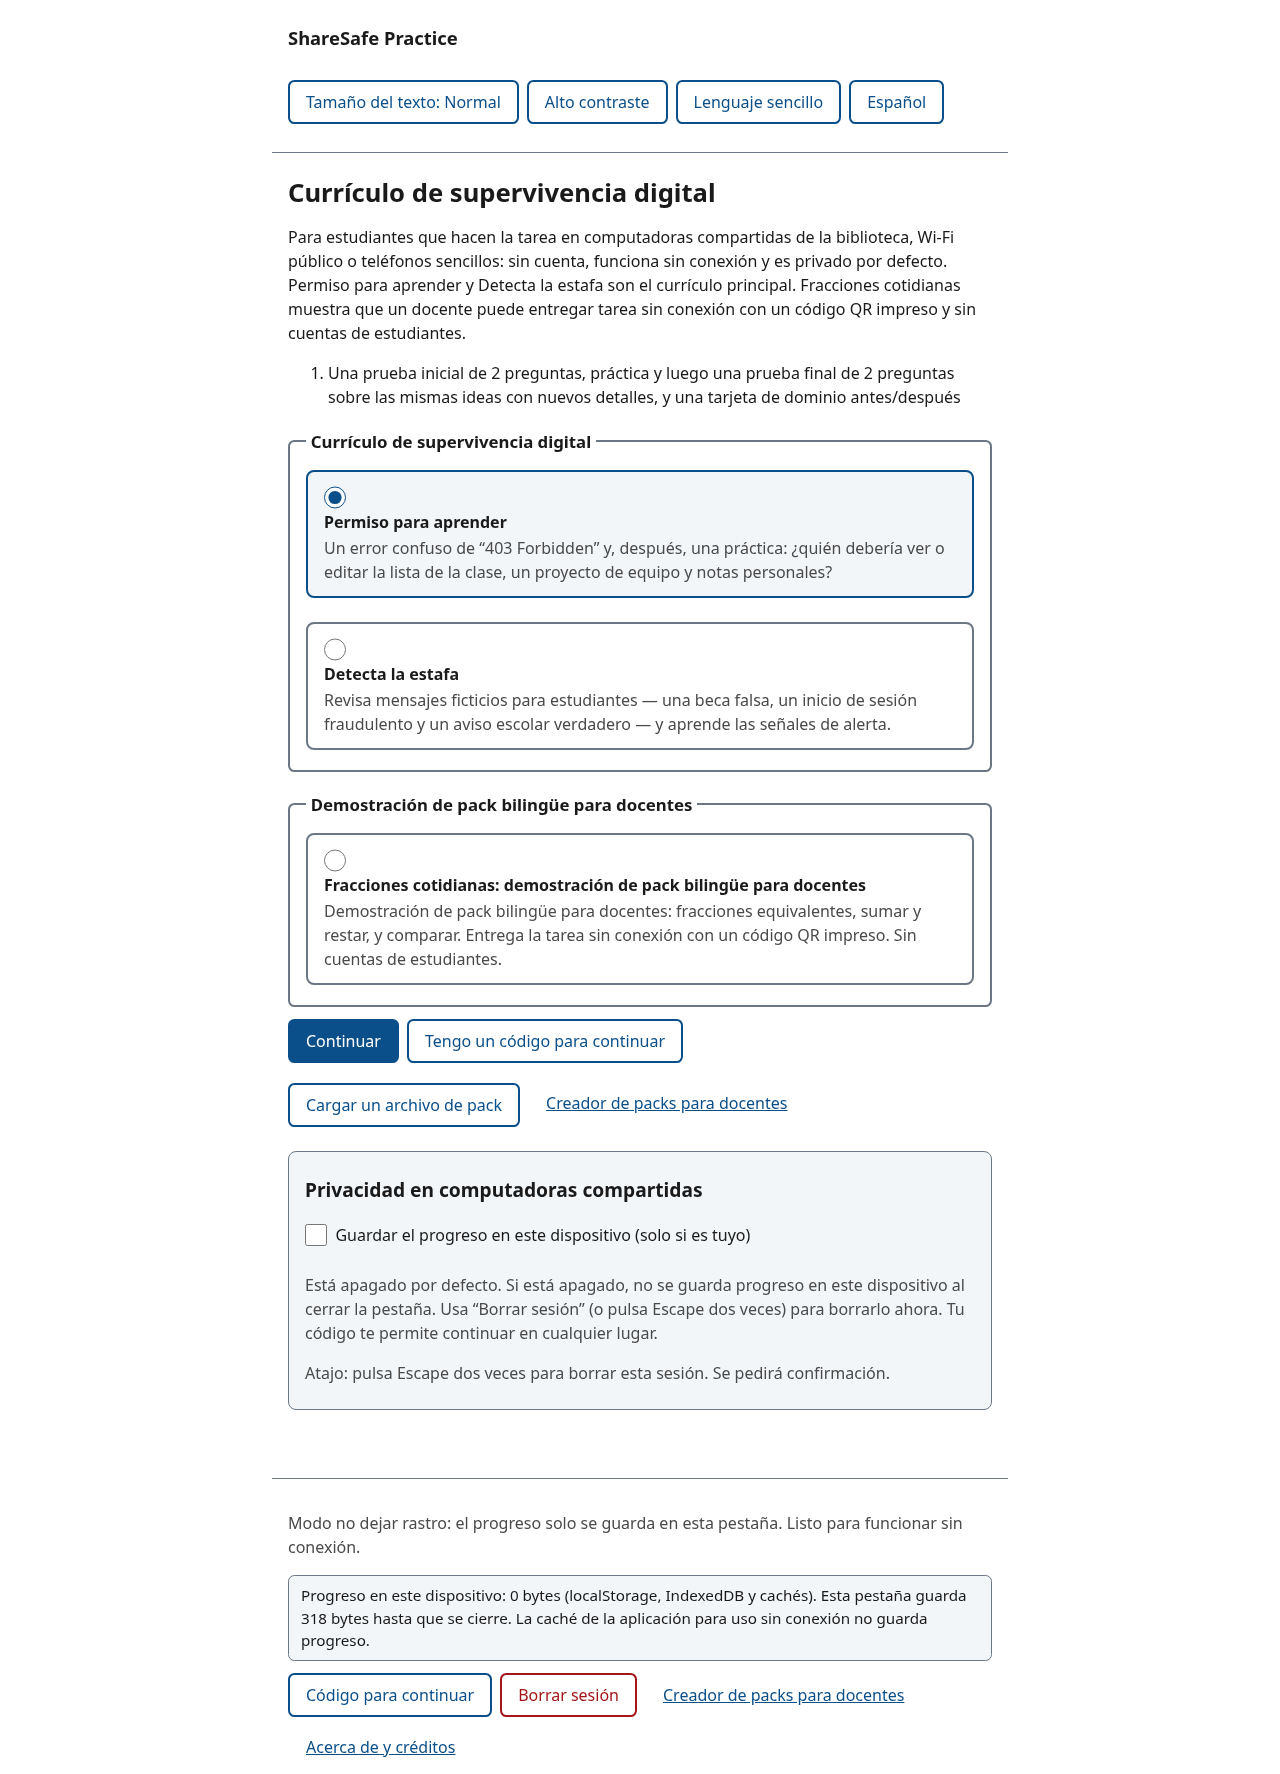 ShareSafe Practice
Tamaño del texto: Normal
Alto contraste
Lenguaje sencillo
Español
Currículo de supervivencia digital
Para estudiantes que hacen la tarea en computadoras compartidas de la biblioteca, Wi-Fi
público o teléfonos sencillos: sin cuenta, funciona sin conexión y es privado por defecto.
Permiso para aprender y Detecta la estafa son el currículo principal. Fracciones cotidianas
muestra que un docente puede entregar tarea sin conexión con un código QR impreso y sin
cuentas de estudiantes.
1. Una prueba inicial de 2 preguntas, práctica y luego una prueba final de 2 preguntas
sobre las mismas ideas con nuevos detalles, y una tarjeta de dominio antes/después
Currículo de supervivencia digital
Permiso para aprender
Un error confuso de “403 Forbidden” y, después, una práctica: ¿quién debería ver o
editar la lista de la clase, un proyecto de equipo y notas personales?
Detecta la estafa
Revisa mensajes ficticios para estudiantes — una beca falsa, un inicio de sesión
fraudulento y un aviso escolar verdadero — y aprende las señales de alerta.
Demostración de pack bilingüe para docentes
Fracciones cotidianas: demostración de pack bilingüe para docentes
Demostración de pack bilingüe para docentes: fracciones equivalentes, sumar y
restar, y comparar. Entrega la tarea sin conexión con un código QR impreso. Sin
cuentas de estudiantes.
Continuar
Tengo un código para continuar
Cargar un archivo de pack
Creador de packs para docentes
Privacidad en computadoras compartidas
Guardar el progreso en este dispositivo (solo si es tuyo)
Está apagado por defecto. Si está apagado, no se guarda progreso en este dispositivo al
cerrar la pestaña. Usa “Borrar sesión” (o pulsa Escape dos veces) para borrarlo ahora. Tu
código te permite continuar en cualquier lugar.
Atajo: pulsa Escape dos veces para borrar esta sesión. Se pedirá confirmación.
Modo no dejar rastro: el progreso solo se guarda en esta pestaña. Listo para funcionar sin
conexión.
Progreso en este dispositivo: 0 bytes (localStorage, IndexedDB y cachés). Esta pestaña guarda
318 bytes hasta que se cierre. La caché de la aplicación para uso sin conexión no guarda
progreso.
Código para continuar
Borrar sesión
Creador de packs para docentes
Acerca de y créditos